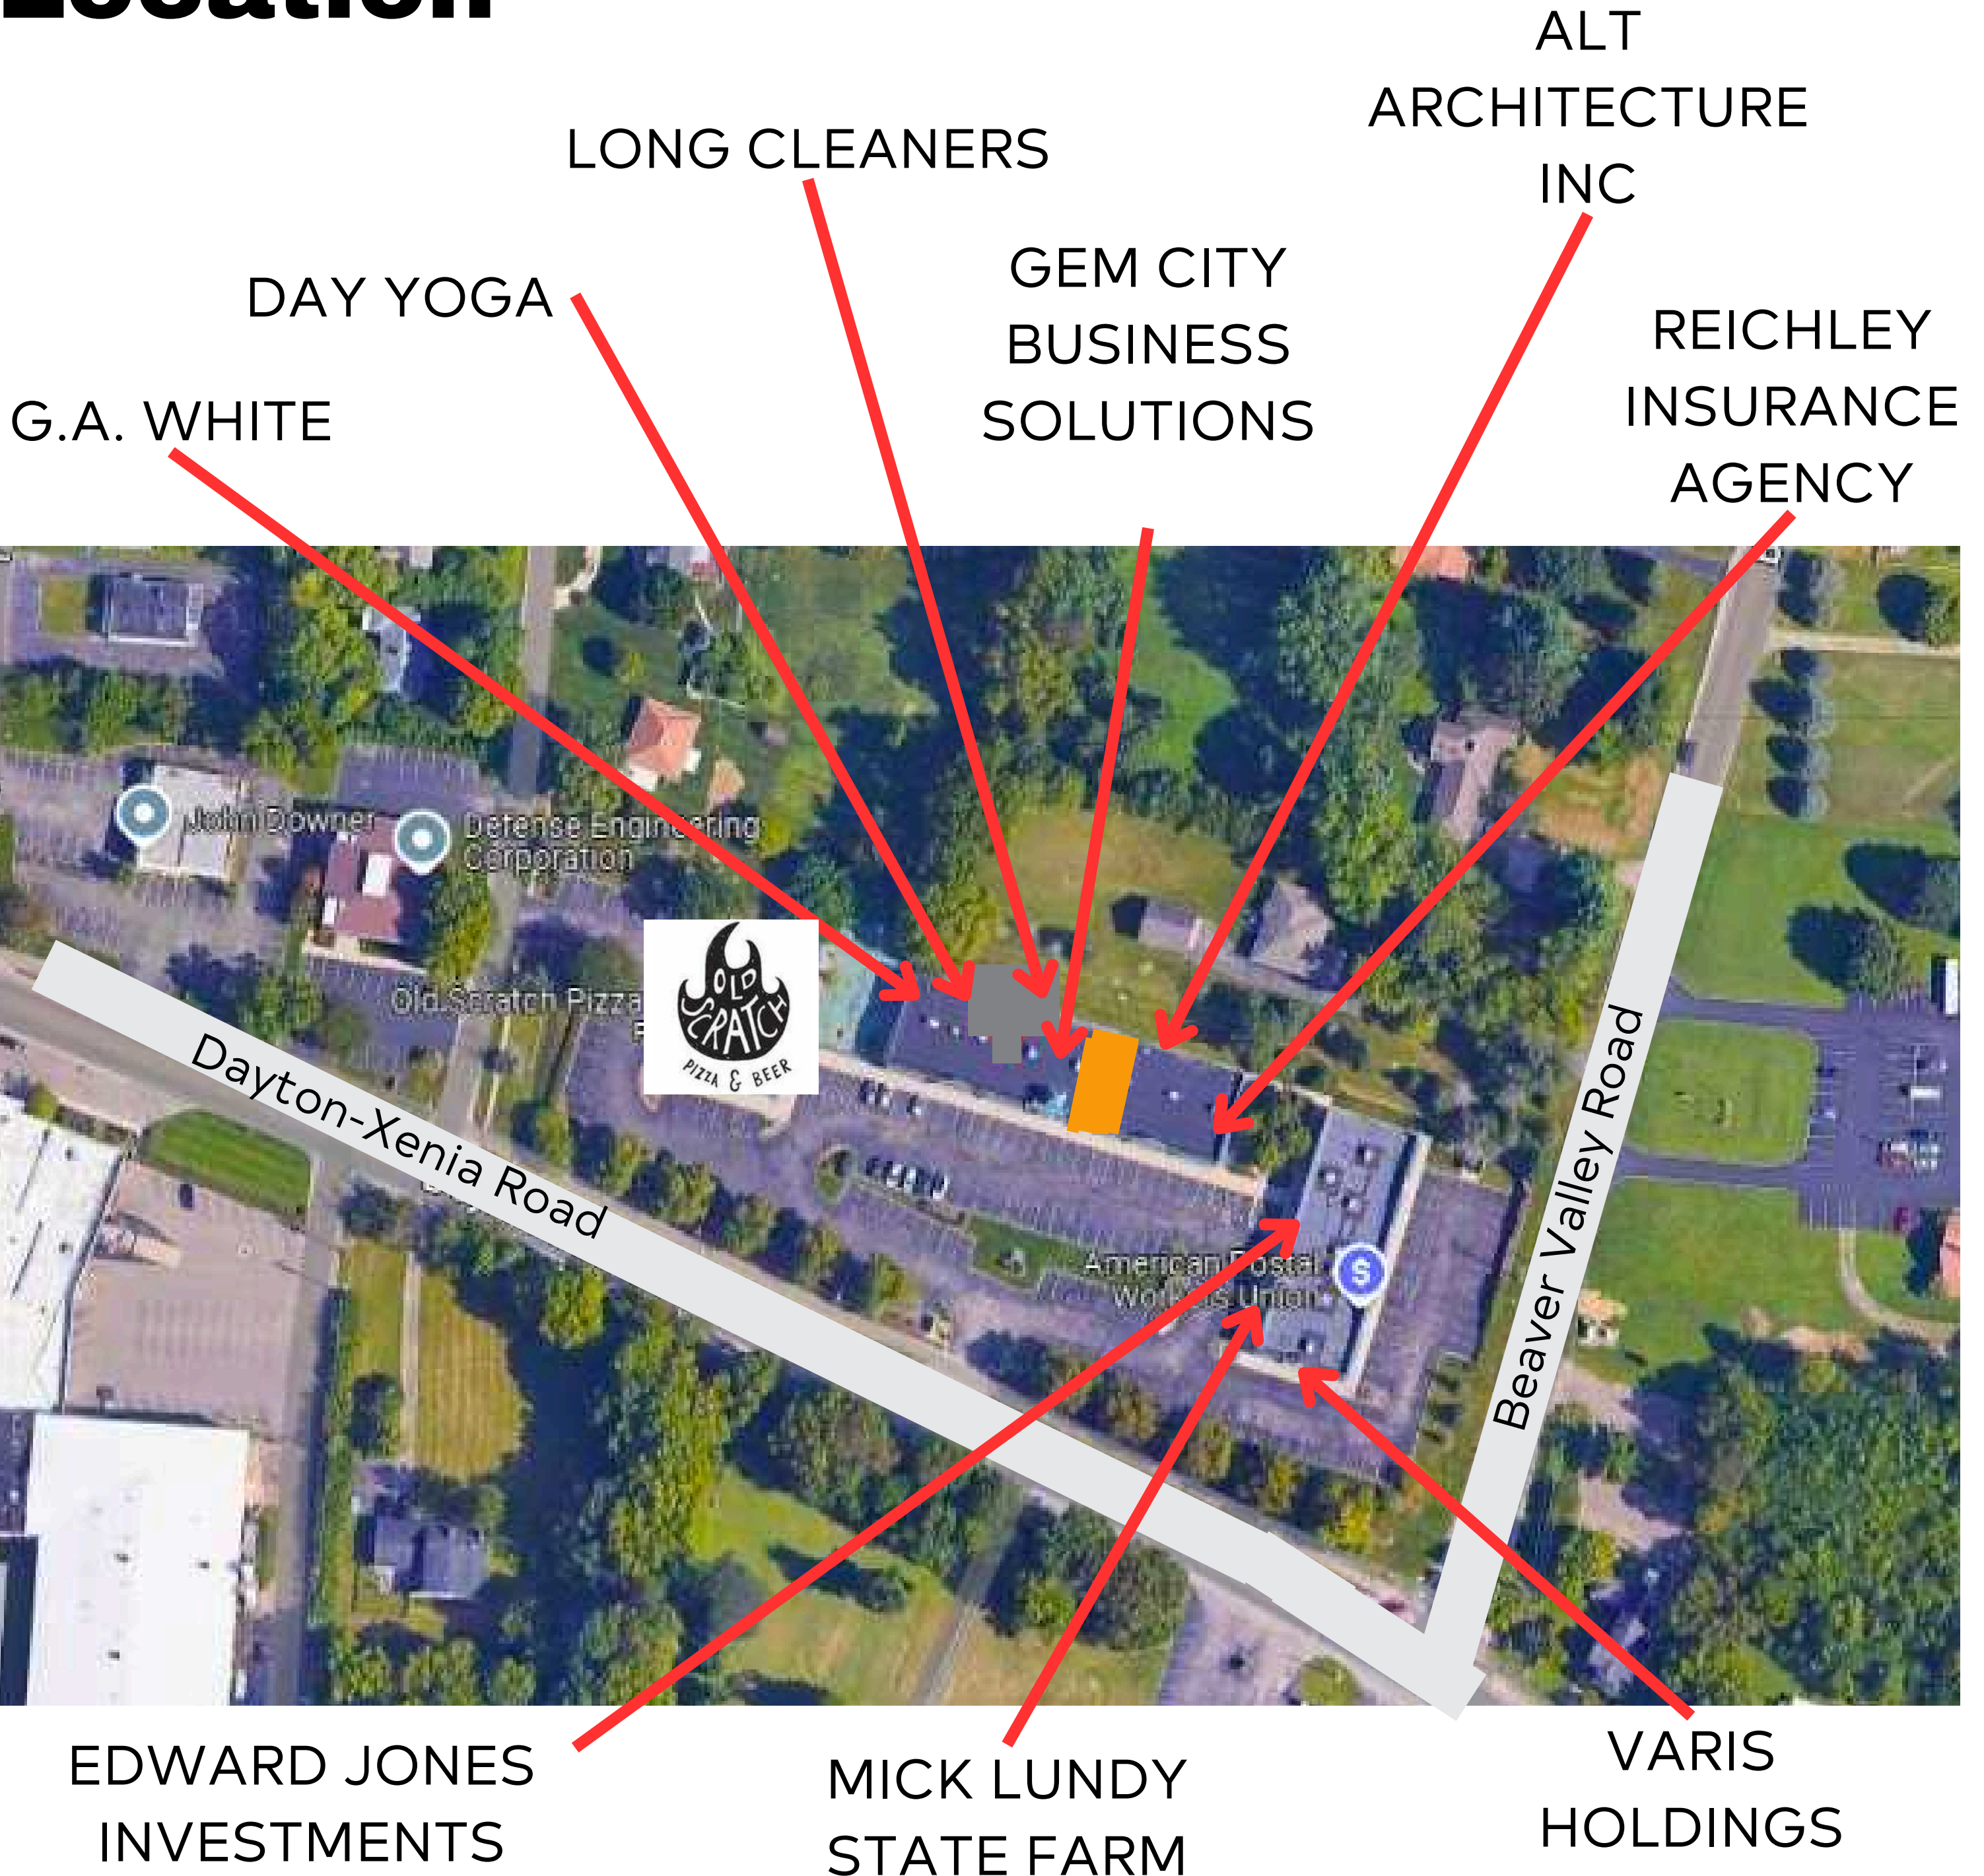 Location
ALT
ARCHITECTURE
INC
LONG CLEANERS
GEM CITY
BUSINESS
SOLUTIONS
DAY YOGA
REICHLEY
INSURANCE
AGENCY
G.A. WHITE
John Downer
Defense Engineering
Corporation
Old Scratch Pizza
OLD
SCRATCH
PIZZA & BEER
Dayton-Xenia Road
Beaver Valley Road
American Postal
Workers Union
$
EDWARD JONES
INVESTMENTS
MICK LUNDY
STATE FARM
VARIS
HOLDINGS